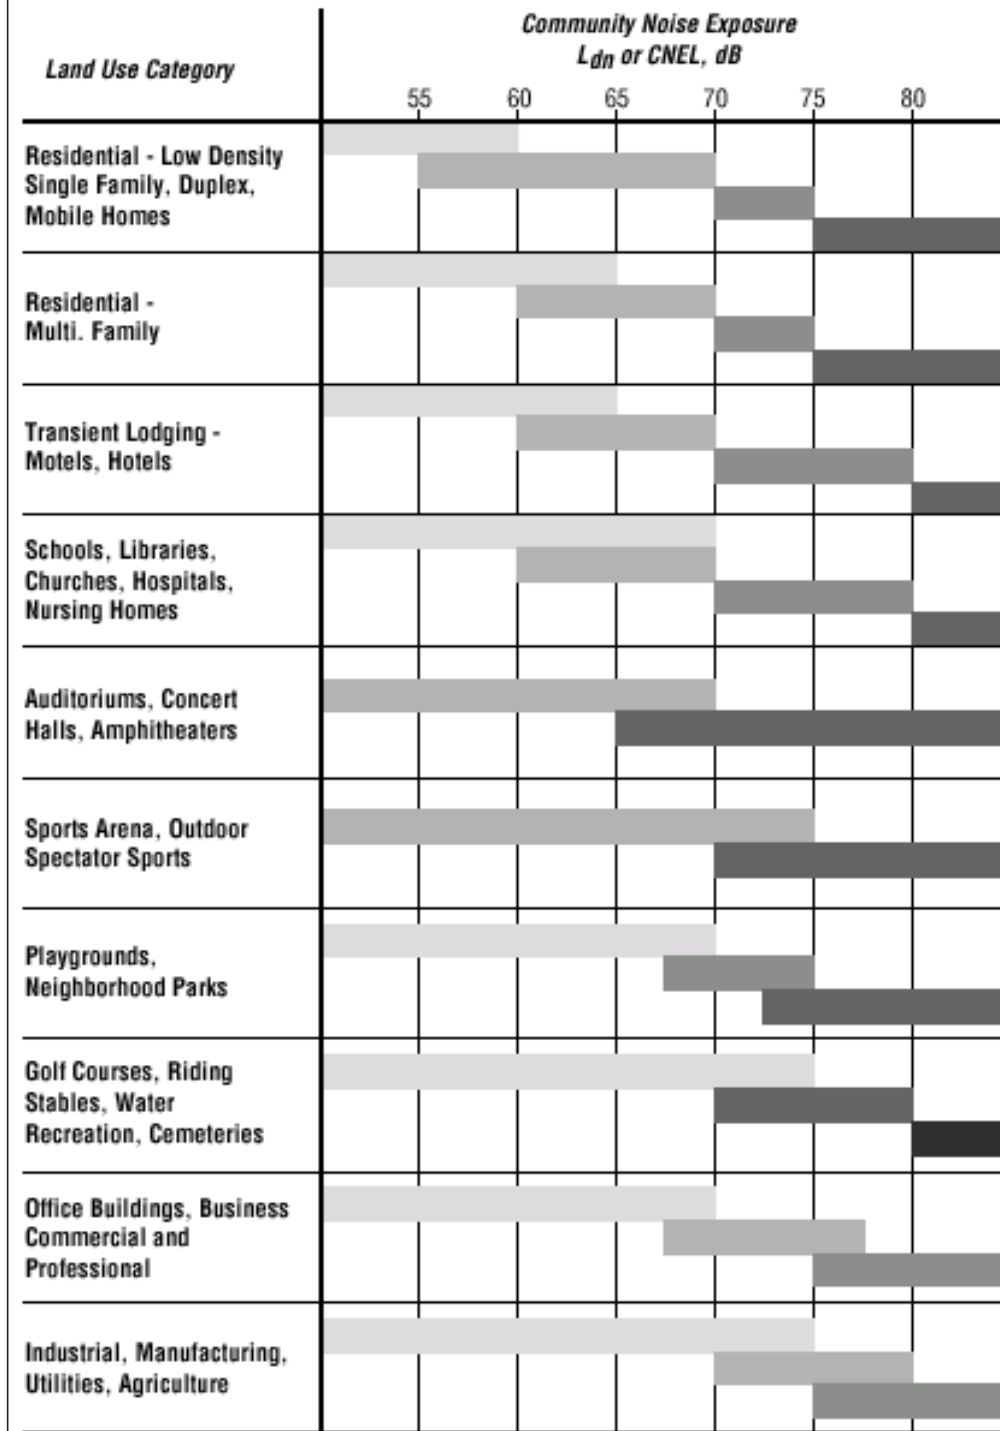 Community Noise Exposure
Ldn or CNEL, dB
Land Use Category
55 60 65 70 75 80
Residential - Low Density
Single Family, Duplex,
Mobile Homes
Residential -
Multi. Family
Transient Lodging -
Motels, Hotels
Schools, Libraries,
Churches, Hospitals,
Nursing Homes
Auditoriums, Concert
Halls, Amphitheaters
Sports Arena, Outdoor
Spectator Sports
Playgrounds,
Neighborhood Parks
Golf Courses, Riding
Stables, Water
Recreation, Cemeteries
Office Buildings, Business
Commercial and
Professional
Industrial, Manufacturing,
Utilities, Agriculture